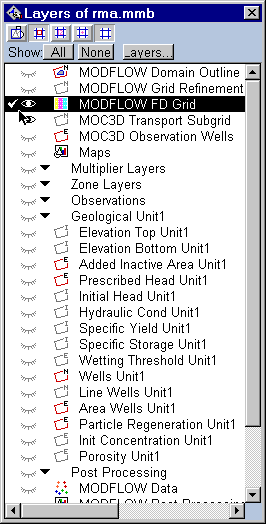 Layers of rma.mmb
Show: All None Layers...
MODFLOW Domain Outline
MODFLOW Grid Refinement
MODFLOW FD Grid
MOC3D Transport Subgrid
MOC3D Observation Wells
Maps
Multiplier Layers
Zone Layers
Observations
Geological Unit1
Elevation Top Unit1
Elevation Bottom Unit1
Added Inactive Area Unit1
Prescribed Head Unit1
Initial Head Unit1
Hydraulic Cond Unit1
Specific Yield Unit1
Specific Storage Unit1
Wetting Threshold Unit1
Wells Unit1
Line Wells Unit1
Area Wells Unit1
Particle Regeneration Unit1
Init Concentration Unit1
Porosity Unit1
Post Processing
MODFLOW Data
MODFLOW Post Processing